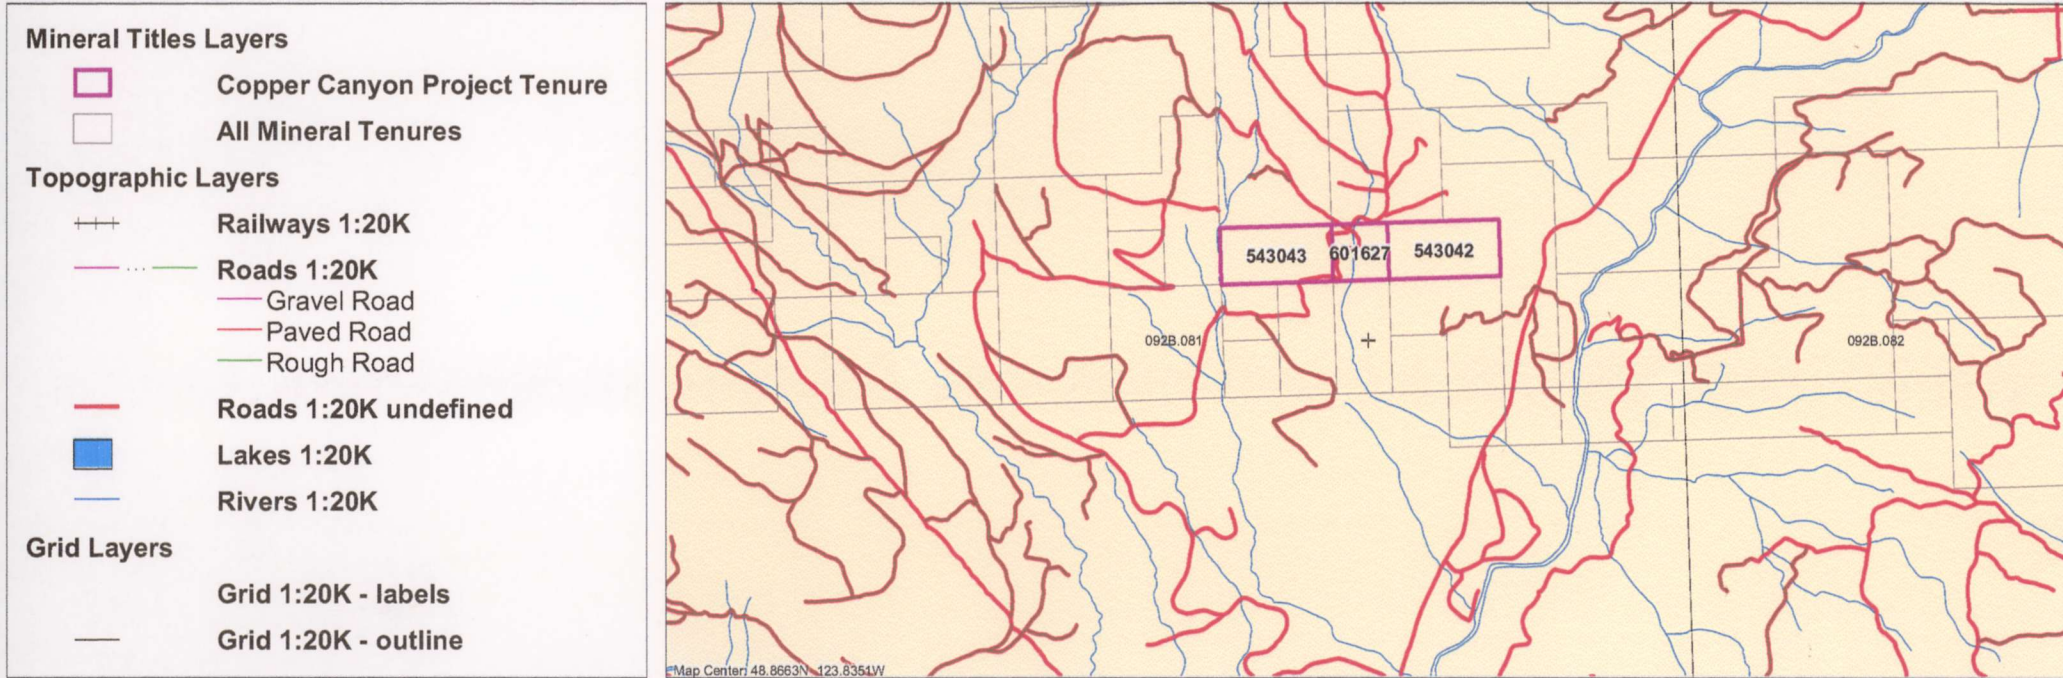 Mineral Titles Layers
Copper Canyon Project Tenure
All Mineral Tenures
Topographic Layers
Railways 1:20K
Roads 1:20K
Gravel Road
Paved Road
Rough Road
Roads 1:20K undefined
Lakes 1:20K
Rivers 1:20K
Grid Layers
Grid 1:20K - labels
Grid 1:20K - outline
543043 601627 543042
092B.081
092B.082
Map Center: 48.8663N 123.8351W